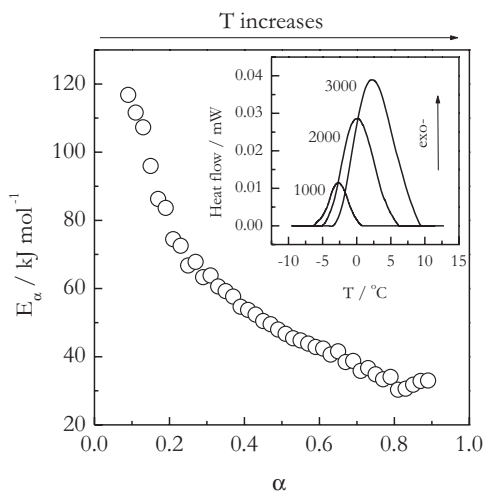 T increases
120
100
80
60
40
20
E_α / kJ mol⁻¹
0.0 0.2 0.4 0.6 0.8 1.0
α
0.04
0.03
0.02
0.01
0.00
Heat flow / mW
3000
2000
1000
exo-
-10 -5 0 5 10 15
T / °C